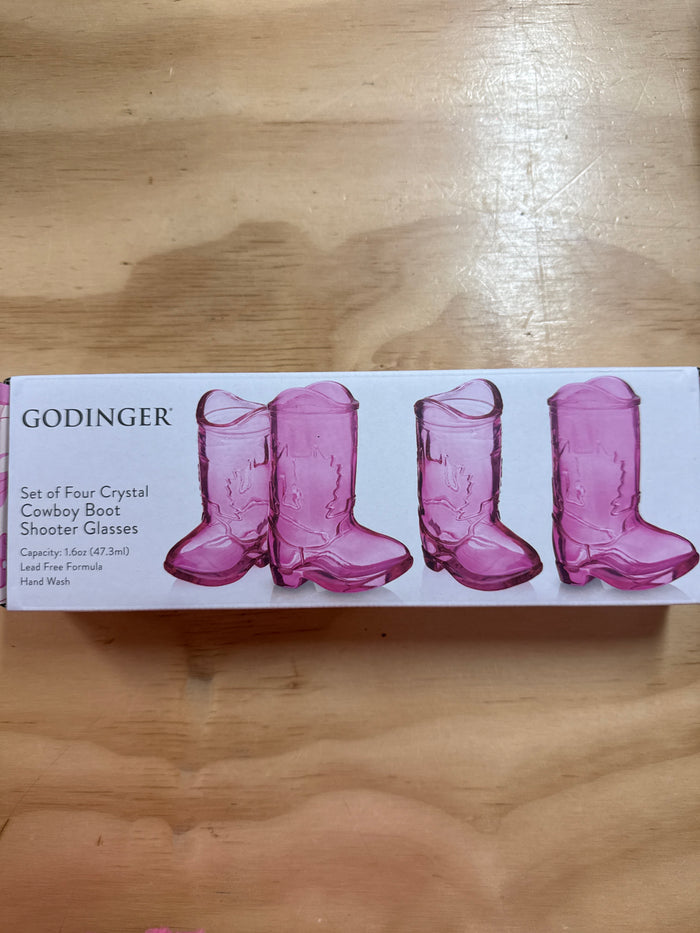 GODINGER®
Set of Four Crystal
Cowboy Boot
Shooter Glasses
Capacity: 1.6oz (47.3ml)
Lead Free Formula
Hand Wash